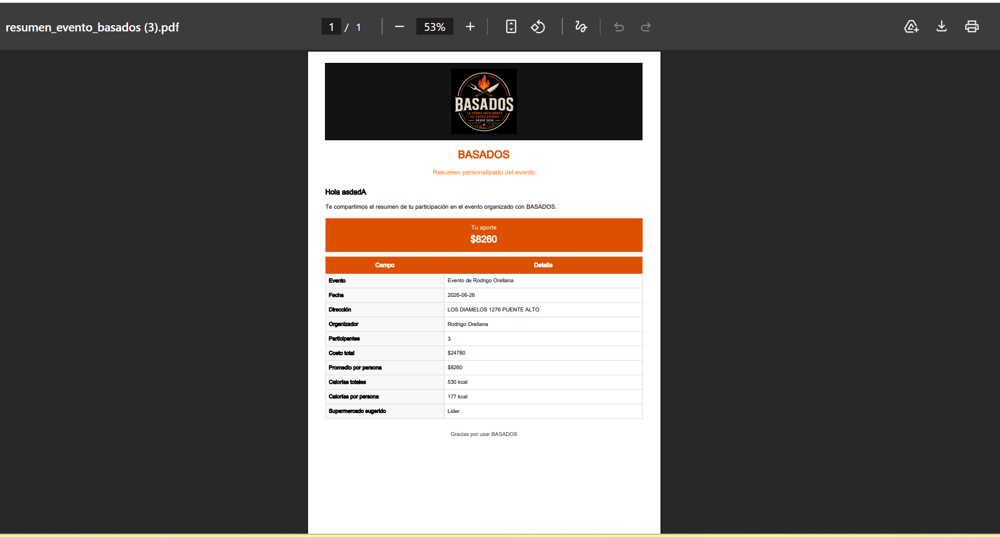 resumen_evento_basados (3).pdf
1 / 1
53%
BASADOS
LA FORMA INTELIGENTE
DE HACER ASADOS
DESDE 2026
BASADOS
Resumen personalizado del evento
Hola asdadA
Te compartimos el resumen de tu participación en el evento organizado con BASADOS.
Tu aporte
$8260
Campo Detalle
Evento Evento de Rodrigo Orellana
Fecha 2026-06-26
Dirección LOS DIAMELOS 1276 PUENTE ALTO
Organizador Rodrigo Orellana
Participantes 3
Costo total $24780
Promedio por persona $8260
Calorías totales 530 kcal
Calorías por persona 177 kcal
Supermercado sugerido Lider
Gracias por usar BASADOS